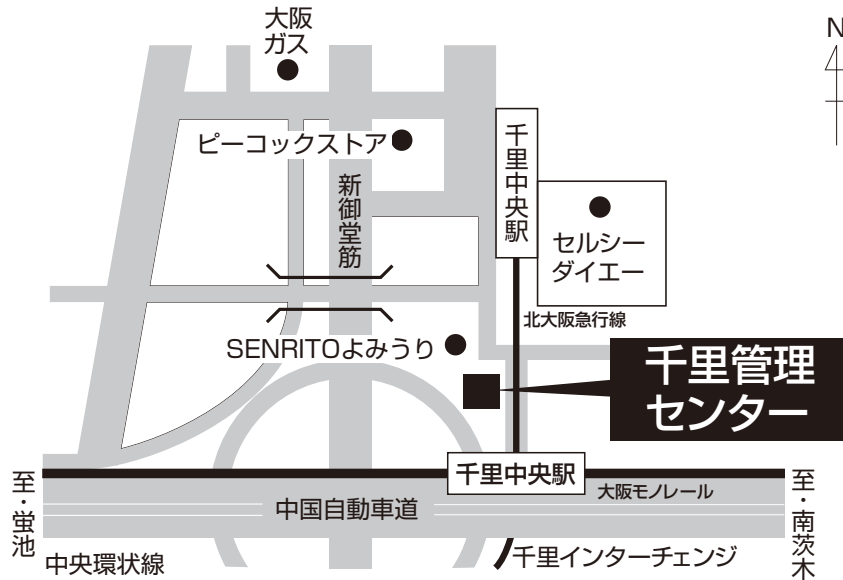 大阪
ガス
N
ピーコックストア
千里中央駅
新御堂筋
セルシー
ダイエー
北大阪急行線
SENRITOよみうり
千里管理
センター
千里中央駅
大阪モノレール
至・蛍池
中国自動車道
至・南茨木
中央環状線
千里インターチェンジ